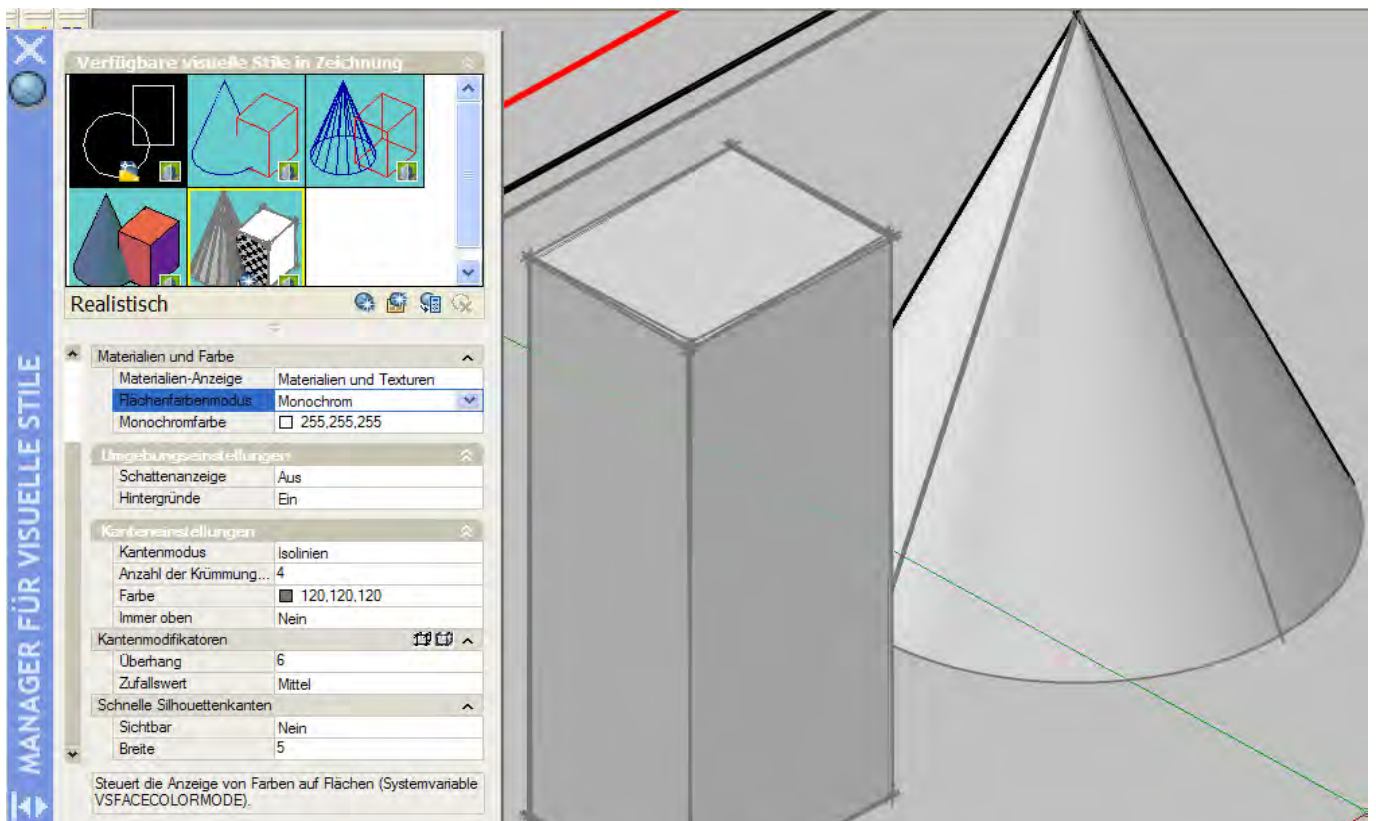 MANAGER FÜR VISUELLE STILE
Verfügbare visuelle Stile in Zeichnung
Realistisch
Materialien und Farbe
Materialien-Anzeige Materialien und Texturen
Flächenfarbenmodus Monochrom
Monochromfarbe 255,255,255
Umgebungseinstellungen
Schattenanzeige Aus
Hintergründe Ein
Kanteneinstellungen
Kantenmodus Isolinien
Anzahl der Krümmung... 4
Farbe 120,120,120
Immer oben Nein
Kantenmodifikatoren
Überhang 6
Zufallswert Mittel
Schnelle Silhouettenkanten
Sichtbar Nein
Breite 5
Steuert die Anzeige von Farben auf Flächen (Systemvariable
VSFACECOLORMODE).